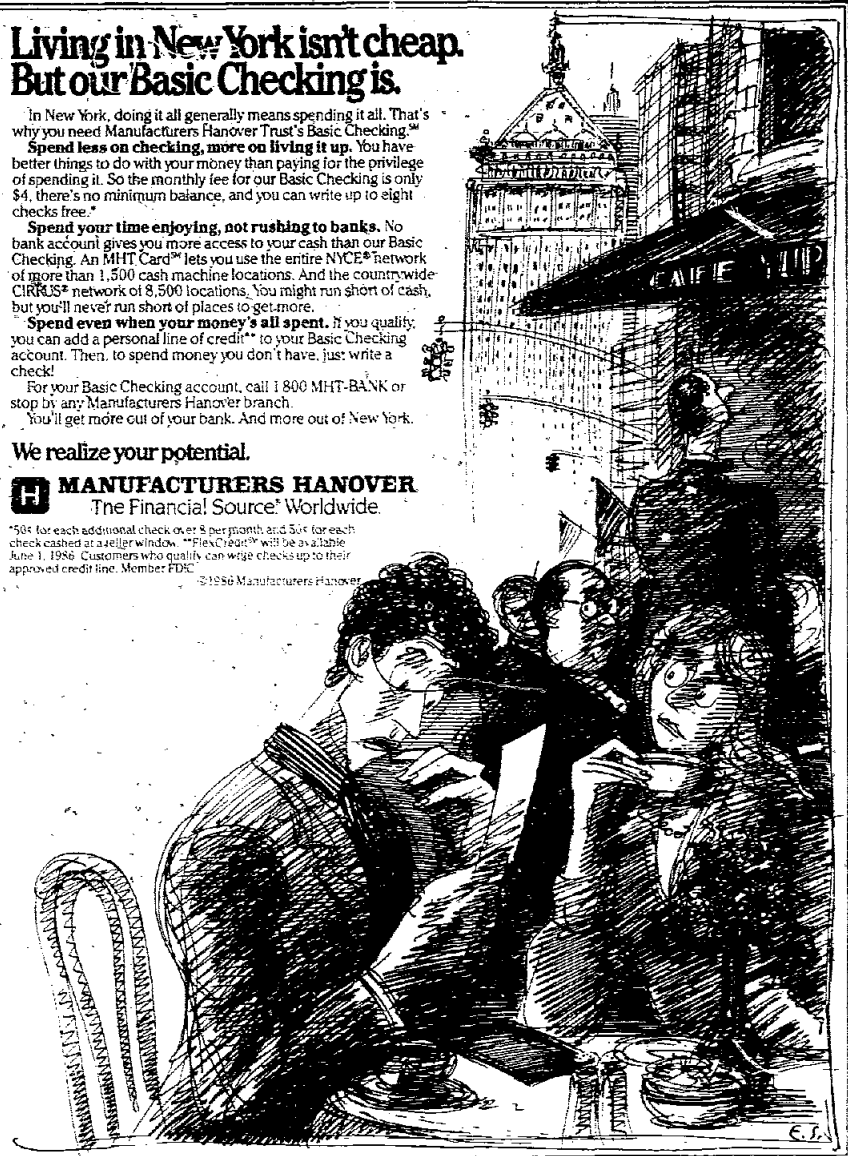 Living in New York isn't cheap.
But our Basic Checking is.
In New York, doing it all generally means spending it all. That's
why you need Manufacturers Hanover Trust's Basic Checking.℠
Spend less on checking, more on living it up. You have
better things to do with your money than paying for the privilege
of spending it. So the monthly fee for our Basic Checking is only
$4, there's no minimum balance, and you can write up to eight
checks free.*
Spend your time enjoying, not rushing to banks. No
bank account gives you more access to your cash than our Basic
Checking. An MHT Card℠ lets you use the entire NYCE® network
of more than 1,500 cash machine locations. And the countrywide
CIRRUS® network of 8,500 locations. You might run short of cash,
but you'll never run short of places to get more.
Spend even when your money's all spent. If you qualify,
you can add a personal line of credit** to your Basic Checking
account. Then, to spend money you don't have, just write a
check!
For your Basic Checking account, call 1 800 MHT-BANK or
stop by any Manufacturers Hanover branch.
You'll get more out of your bank. And more out of New York.
We realize your potential.
H MANUFACTURERS HANOVER
The Financial Source.℠ Worldwide.
*50¢ for each additional check over 8 per month and 50¢ for each
check cashed at a teller window. **FlexCredit℠ will be available
June 1, 1986. Customers who qualify can write checks up to their
approved credit line. Member FDIC
©1986 Manufacturers Hanover
CAFE YUP
E.S.